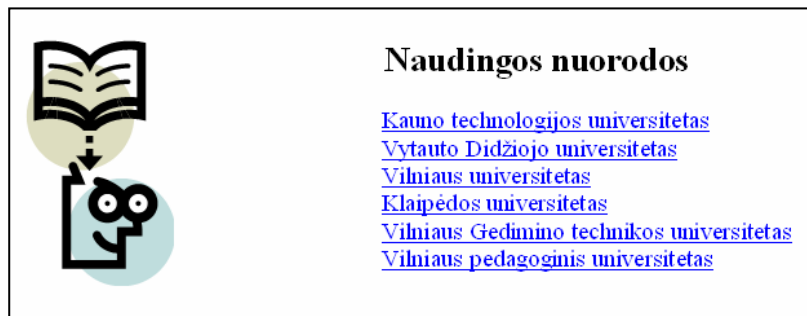 Naudingos nuorodos
Kauno technologijos universitetas
Vytauto Didžiojo universitetas
Vilniaus universitetas
Klaipėdos universitetas
Vilniaus Gedimino technikos universitetas
Vilniaus pedagoginis universitetas